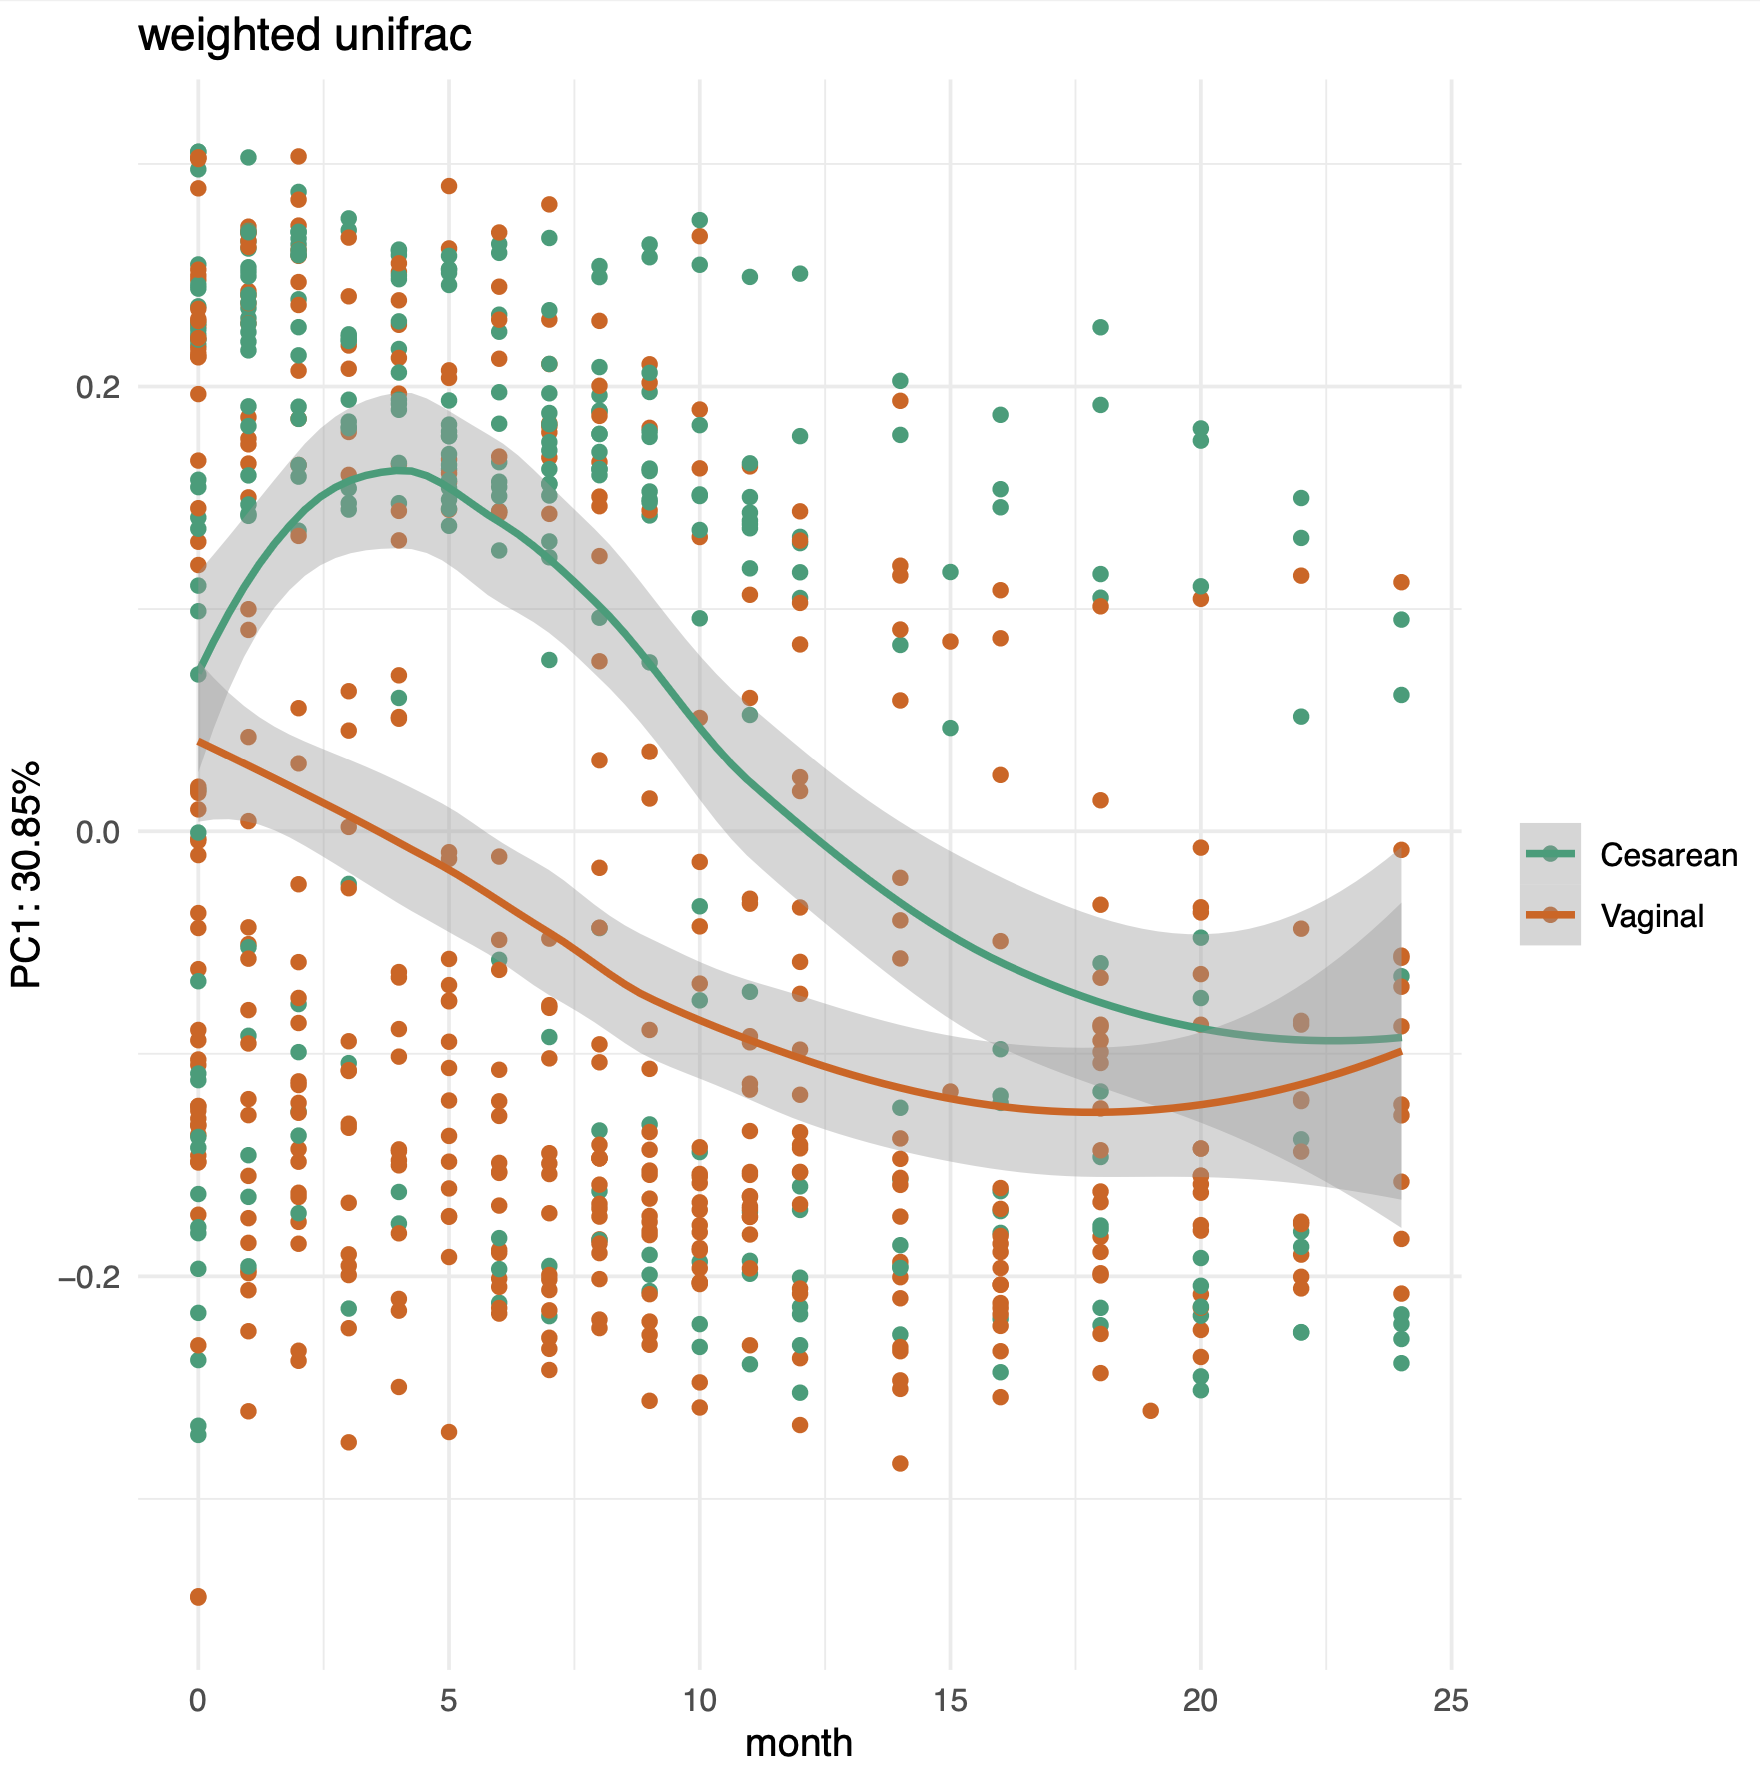 weighted unifrac
PC1: : 30.85%
0.2
0.0
−0.2
0
5
10
15
20
25
month
Cesarean
Vaginal